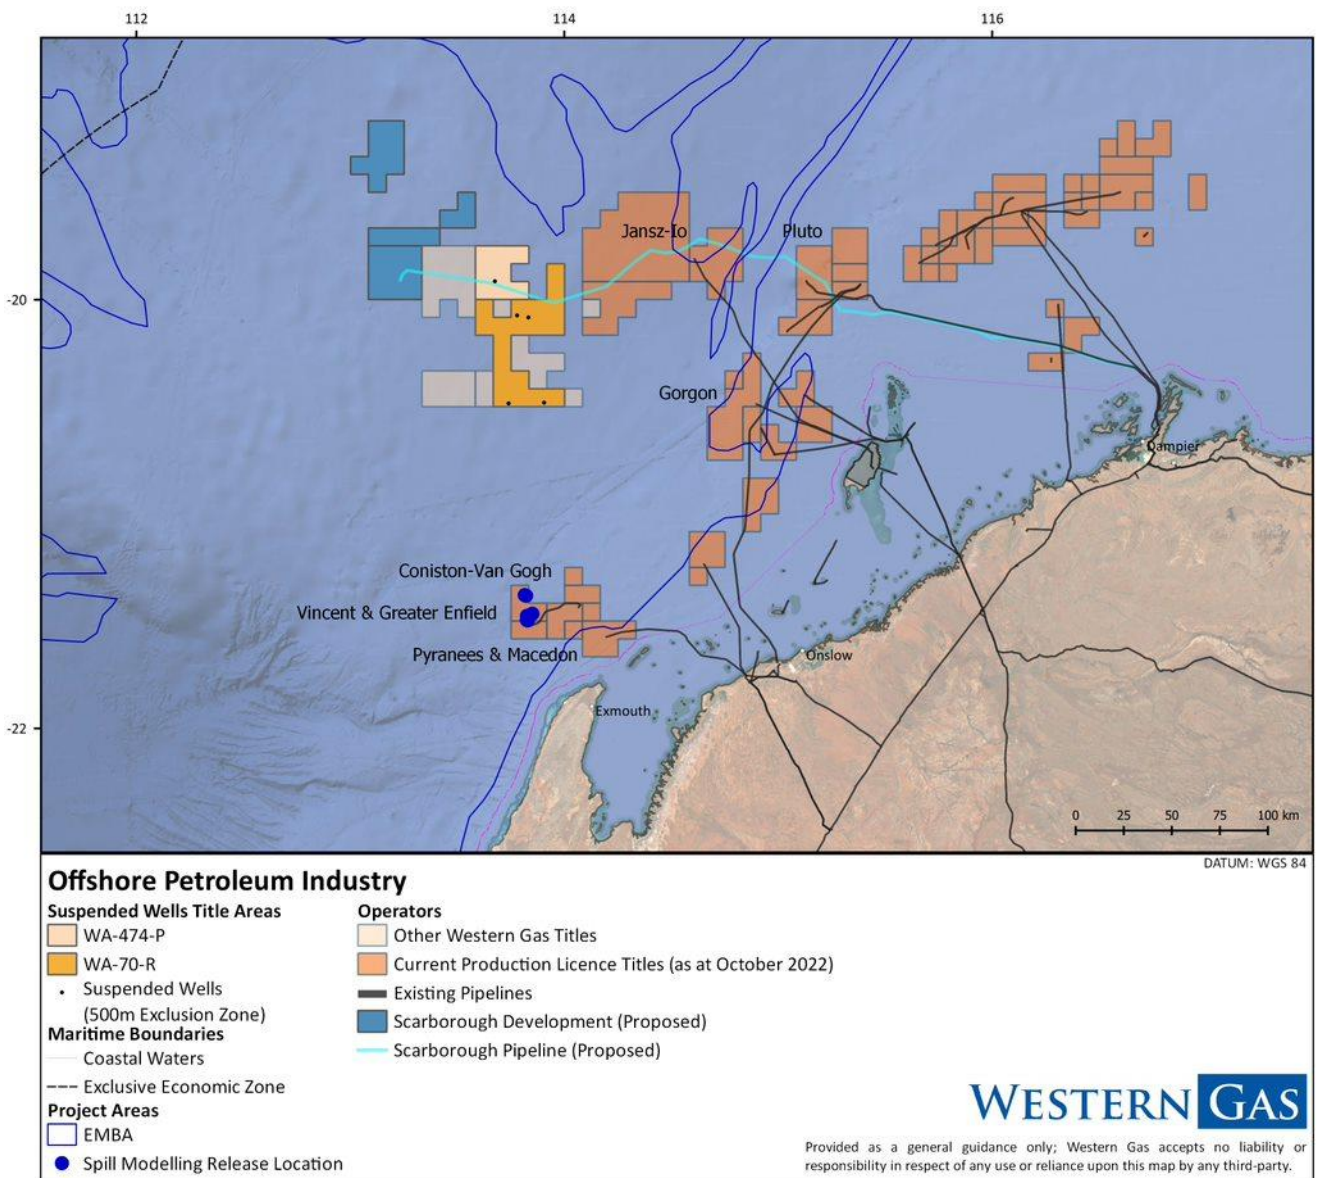 112 114 116
Jansz-Io Pluto
-20
Gorgon
Dampier
Coniston-Van Gogh
Vincent & Greater Enfield
Pyranees & Macedon
Onslow
Exmouth
-22
0 25 50 75 100 km
DATUM: WGS 84
Offshore Petroleum Industry
Suspended Wells Title Areas
WA-474-P
WA-70-R
Suspended Wells
(500m Exclusion Zone)
Maritime Boundaries
Coastal Waters
Exclusive Economic Zone
Project Areas
EMBA
Spill Modelling Release Location
Operators
Other Western Gas Titles
Current Production Licence Titles (as at October 2022)
Existing Pipelines
Scarborough Development (Proposed)
Scarborough Pipeline (Proposed)
WESTERN GAS
Provided as a general guidance only; Western Gas accepts no liability or
responsibility in respect of any use or reliance upon this map by any third-party.